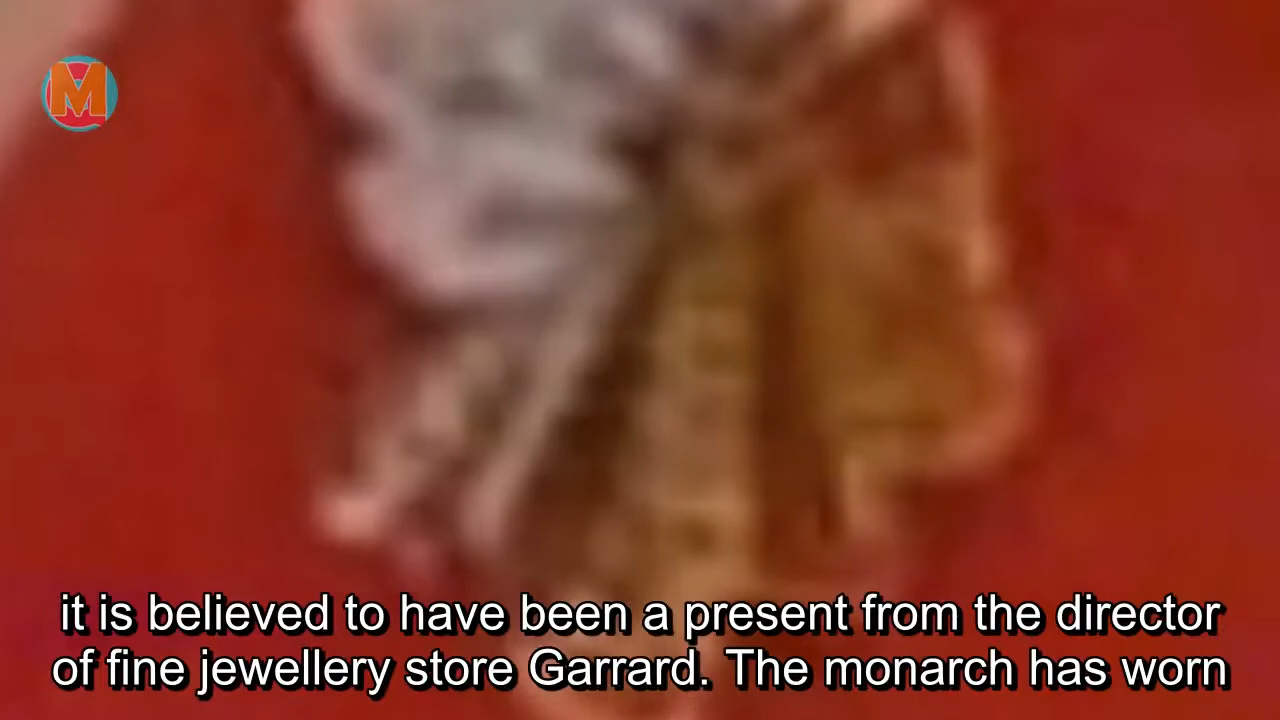 M
it is believed to have been a present from the director
of fine jewellery store Garrard. The monarch has worn